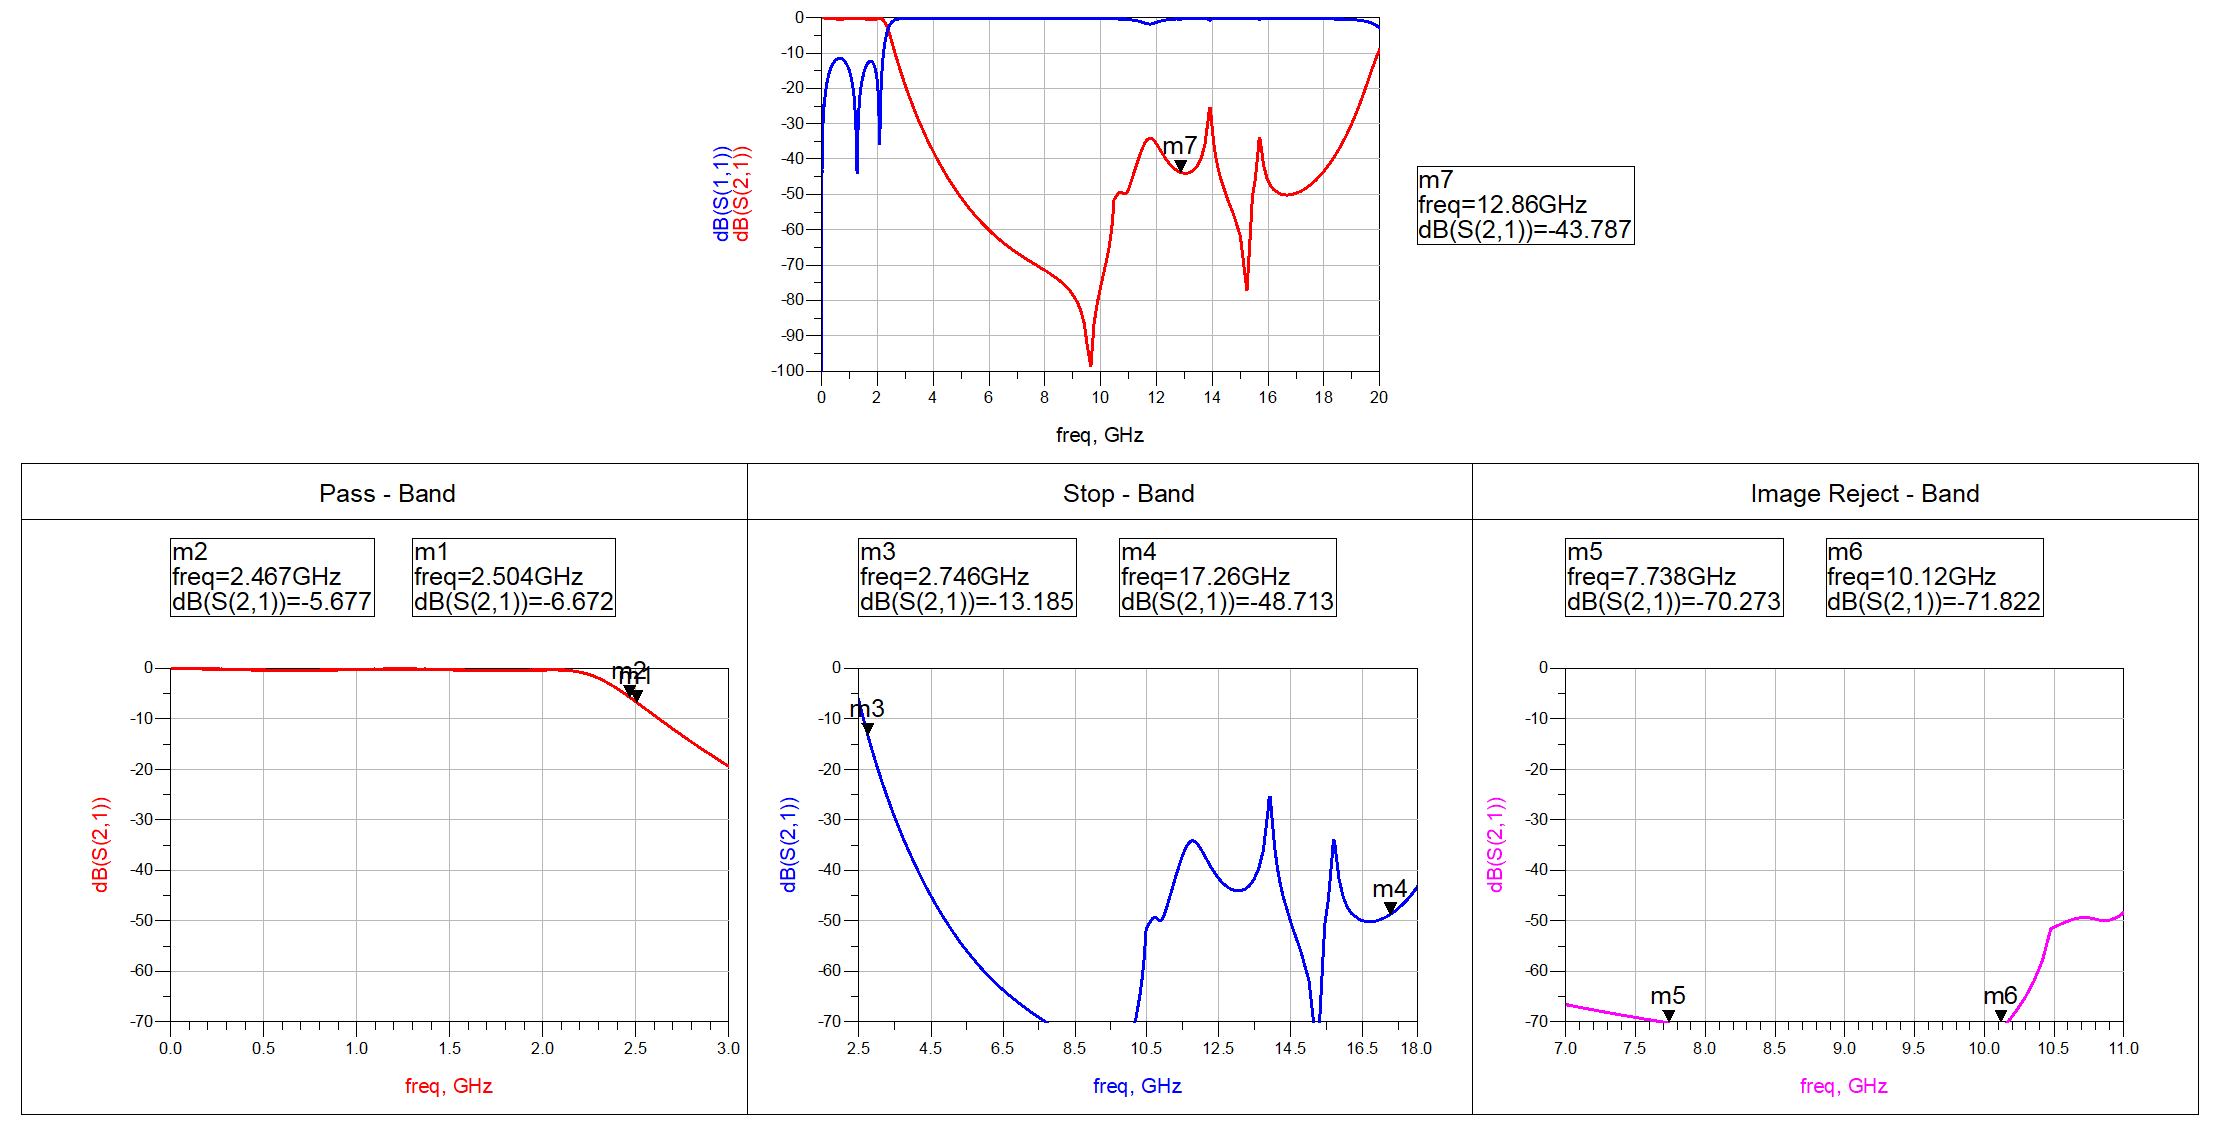 0
-10
-20
-30
-40
-50
-60
-70
-80
-90
-100
dB(S(1,1))
dB(S(2,1))
m7
0 2 4 6 8 10 12 14 16 18 20
freq, GHz
m7
freq=12.86GHz
dB(S(2,1))=-43.787
Pass - Band
Stop - Band
Image Reject - Band
m2
freq=2.467GHz
dB(S(2,1))=-5.677
m1
freq=2.504GHz
dB(S(2,1))=-6.672
0
-10
-20
-30
-40
-50
-60
-70
dB(S(2,1))
m2
m1
0.0 0.5 1.0 1.5 2.0 2.5 3.0
freq, GHz
m3
freq=2.746GHz
dB(S(2,1))=-13.185
m4
freq=17.26GHz
dB(S(2,1))=-48.713
0
-10
-20
-30
-40
-50
-60
-70
dB(S(2,1))
m3
m4
2.5 4.5 6.5 8.5 10.5 12.5 14.5 16.5 18.0
freq, GHz
m5
freq=7.738GHz
dB(S(2,1))=-70.273
m6
freq=10.12GHz
dB(S(2,1))=-71.822
0
-10
-20
-30
-40
-50
-60
-70
dB(S(2,1))
m5
m6
7.0 7.5 8.0 8.5 9.0 9.5 10.0 10.5 11.0
freq, GHz